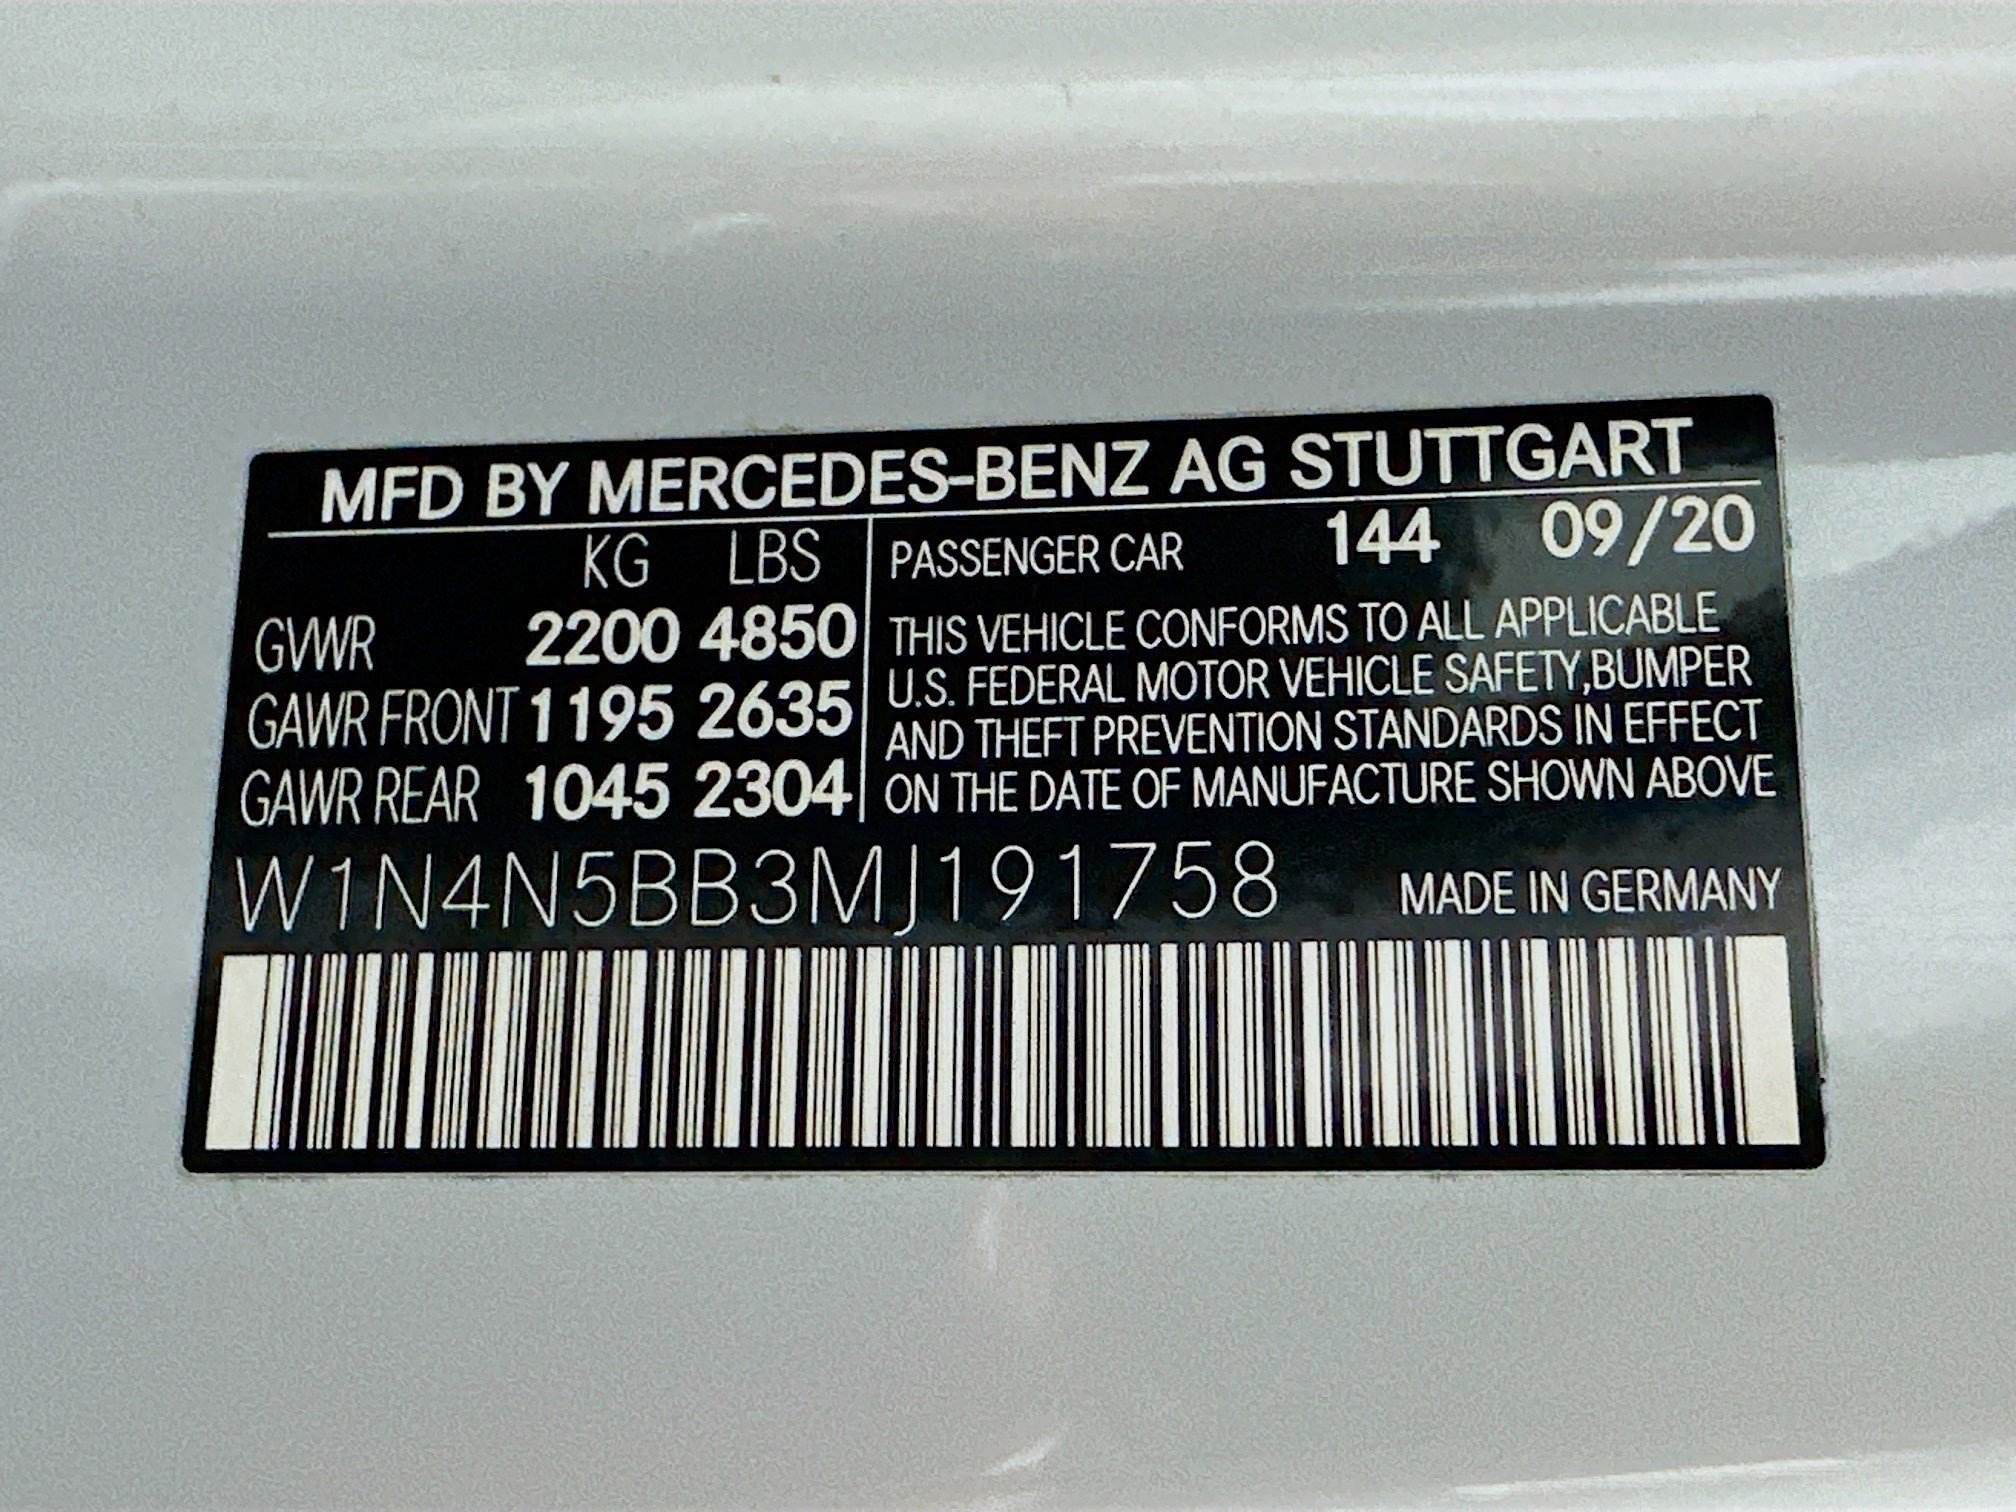 MFD BY MERCEDES-BENZ AG STUTTGART
KG LBS
GVWR 2200 4850
GAWR FRONT 1195 2635
GAWR REAR 1045 2304
PASSENGER CAR 144 09/20
THIS VEHICLE CONFORMS TO ALL APPLICABLE
U.S. FEDERAL MOTOR VEHICLE SAFETY,BUMPER
AND THEFT PREVENTION STANDARDS IN EFFECT
ON THE DATE OF MANUFACTURE SHOWN ABOVE
W1N4N5BB3MJ191758 MADE IN GERMANY